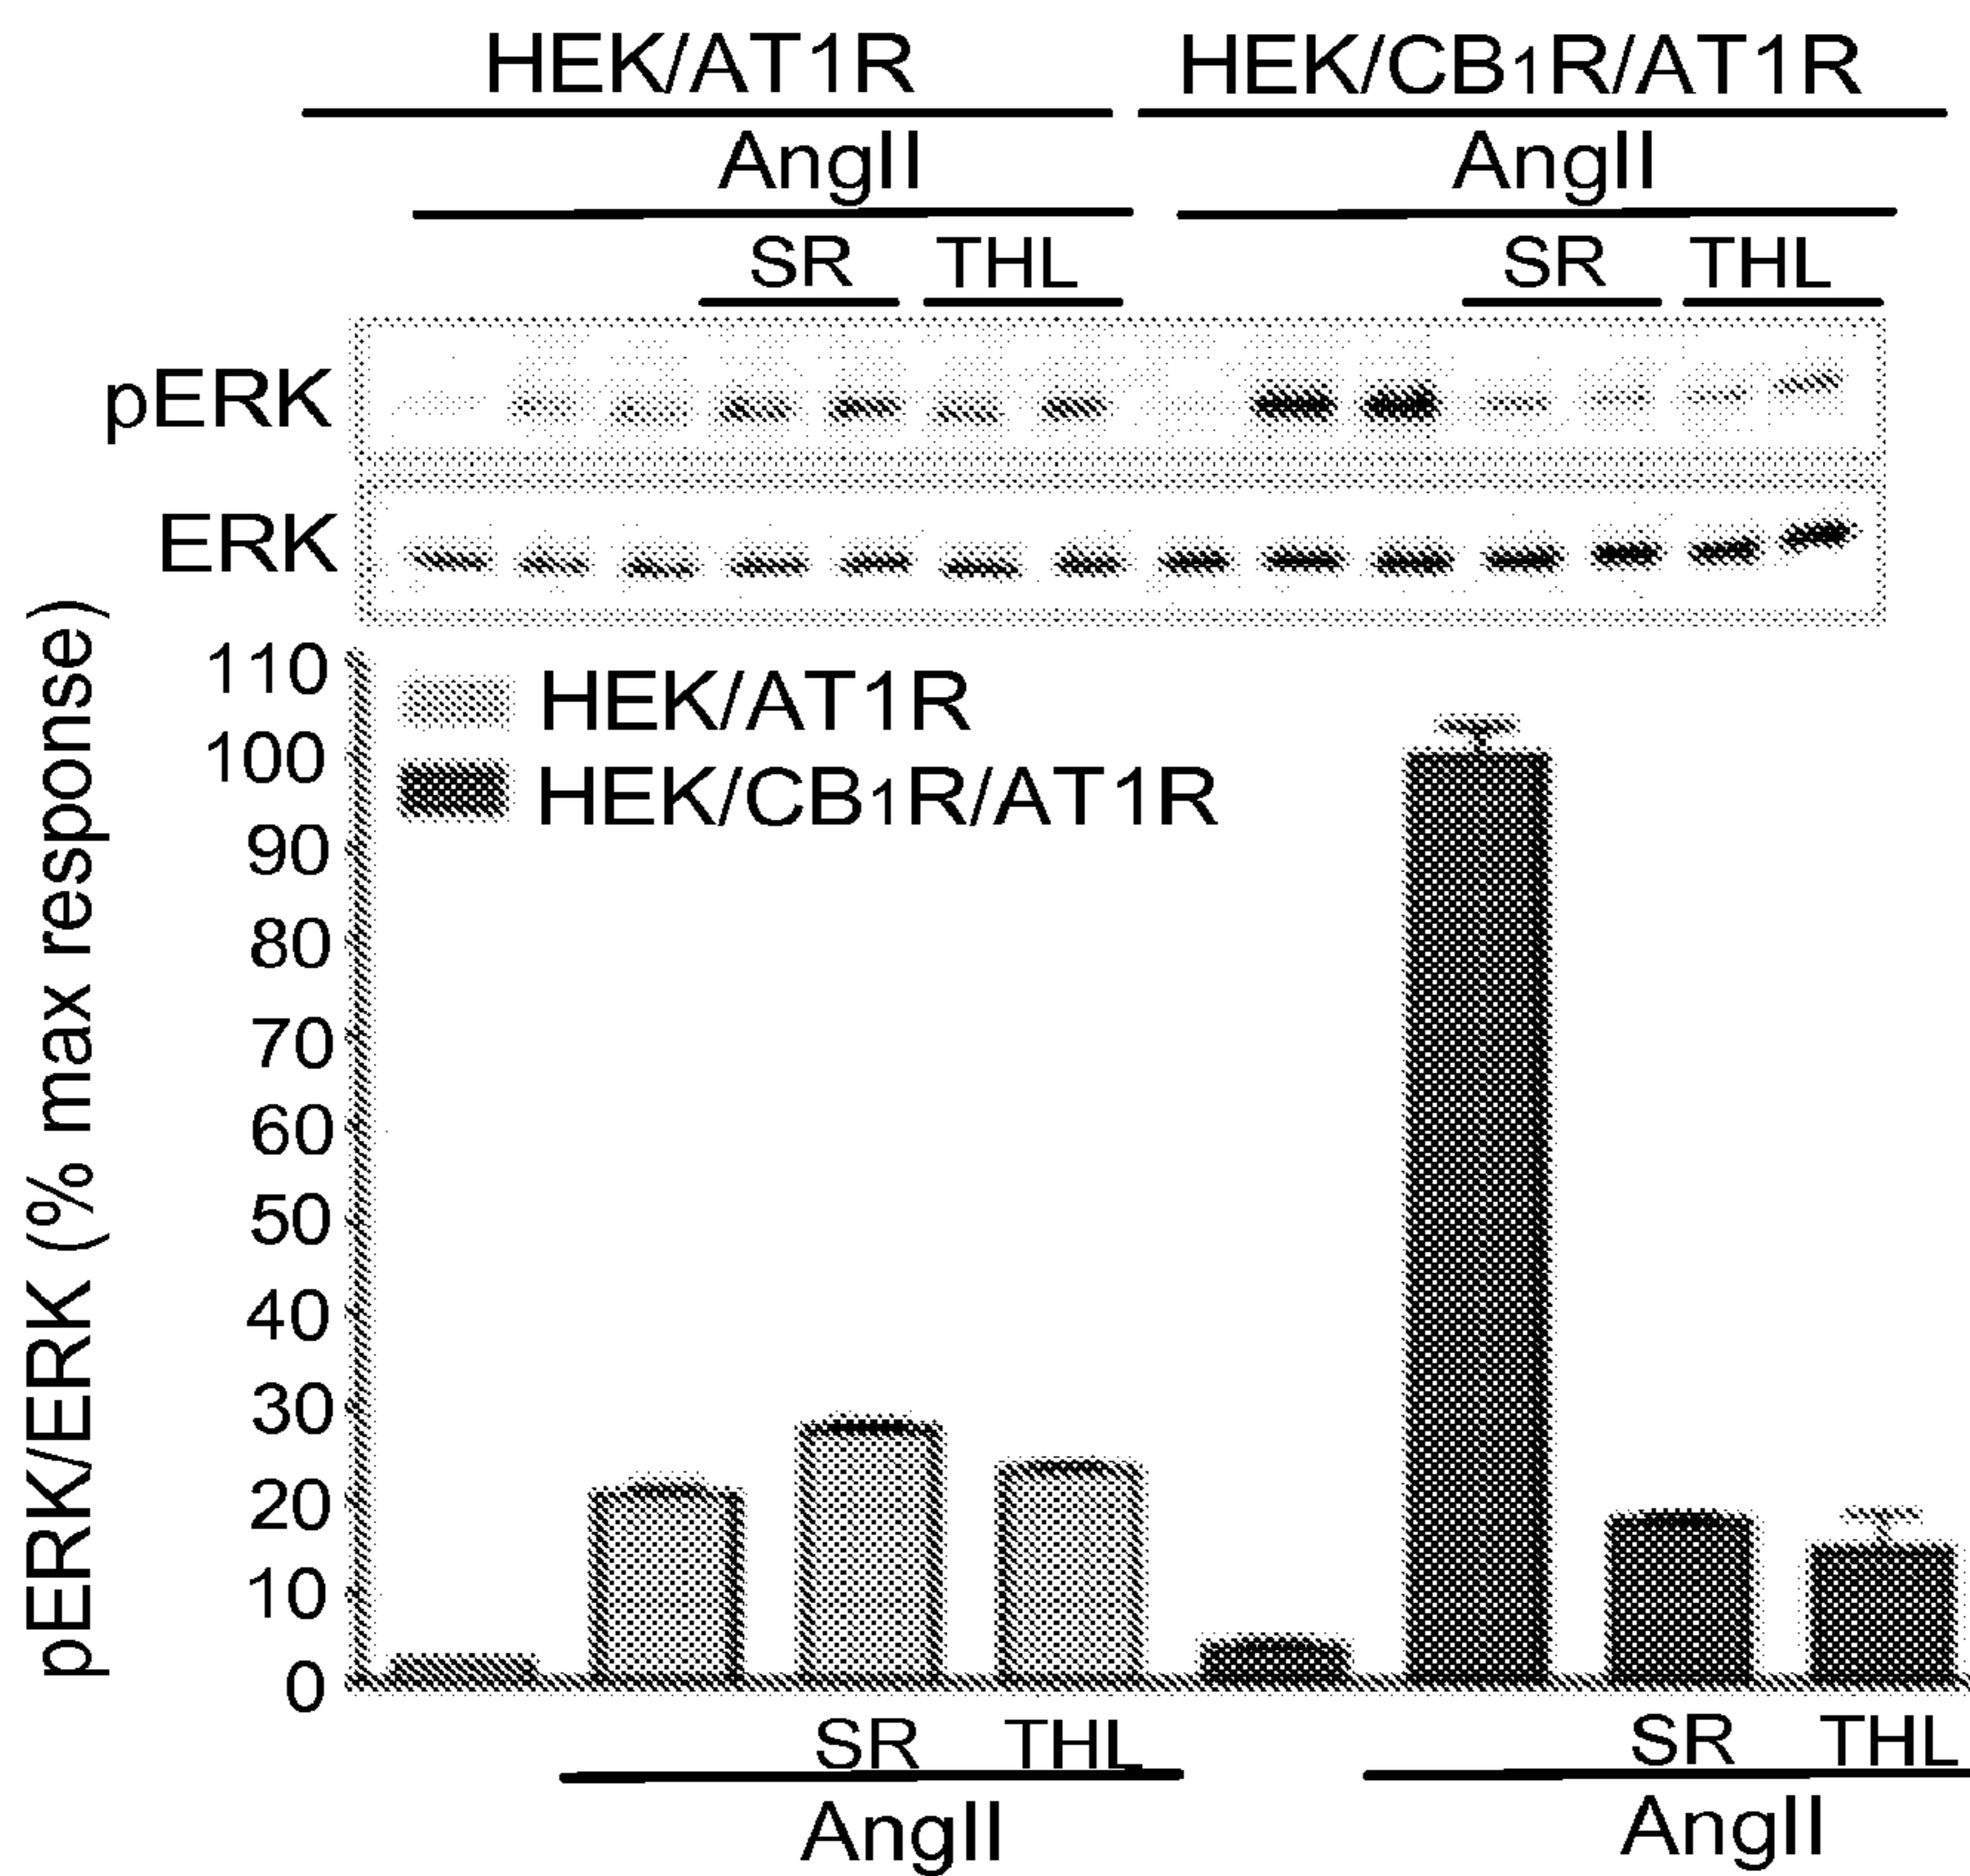 HEK/AT1R HEK/CB1R/AT1R
AngII AngII
SR THL SR THL
pERK
ERK
pERK/ERK (% max response)
110
100
90
80
70
60
50
40
30
20
10
0
HEK/AT1R
HEK/CB1R/AT1R
SR THL SR THL
AngII AngII